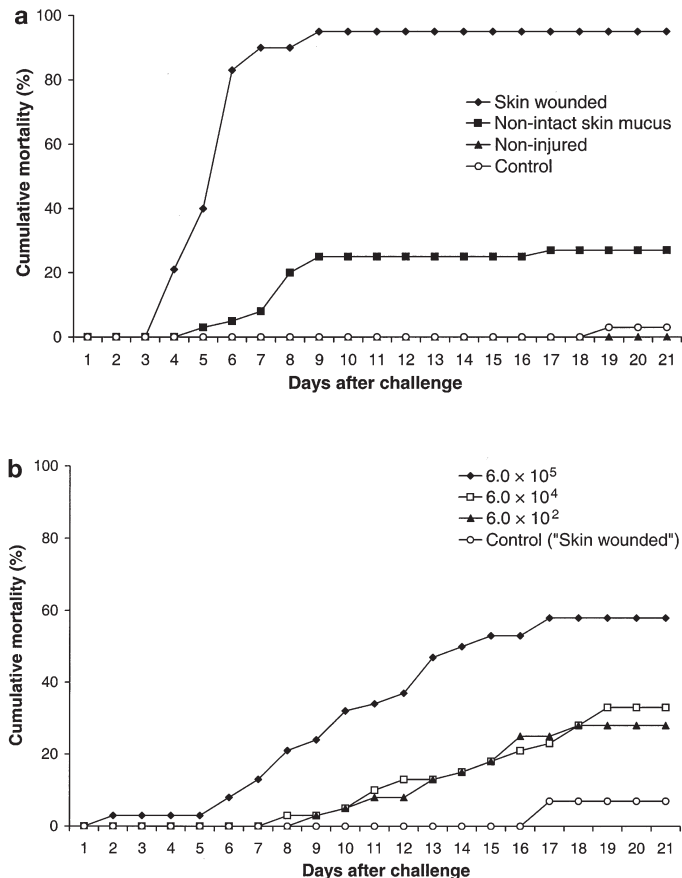 a
100
80
60
40
20
0
Cumulative mortality (%)
Skin wounded
Non-intact skin mucus
Non-injured
Control
1 2 3 4 5 6 7 8 9 10 11 12 13 14 15 16 17 18 19 20 21
Days after challenge
b
100
80
60
40
20
0
Cumulative mortality (%)
6.0 × 10⁵
6.0 × 10⁴
6.0 × 10²
Control ("Skin wounded")
1 2 3 4 5 6 7 8 9 10 11 12 13 14 15 16 17 18 19 20 21
Days after challenge